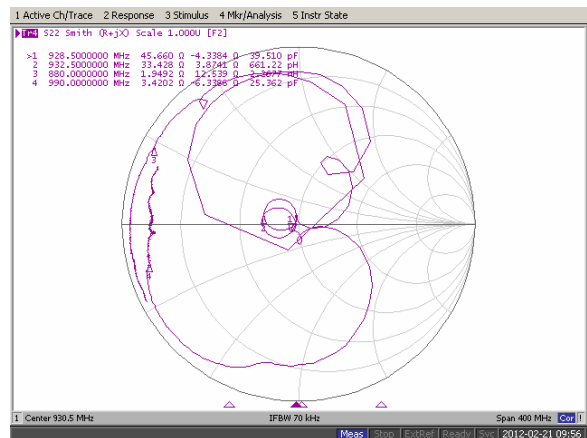 1 Active Ch/Trace 2 Response 3 Stimulus 4 Mkr/Analysis 5 Instr State
Tr4 S22 Smith (R+jX) Scale 1.000U [F2]
>1 928.5000000 MHz 45.660 Ω -4.3384 Ω 39.510 pF
2 932.5000000 MHz 33.428 Ω 3.8741 Ω 661.22 pH
3 880.0000000 MHz 1.9492 Ω 12.539 Ω
4 990.0000000 MHz 3.4202 Ω -6.3386 Ω 25.362 pF
3
1
4
1 Center 930.5 MHz IFBW 70 kHz Span 400 MHz Cor !
Meas Stop ExtRef Ready Svc 2012-02-21 09:56